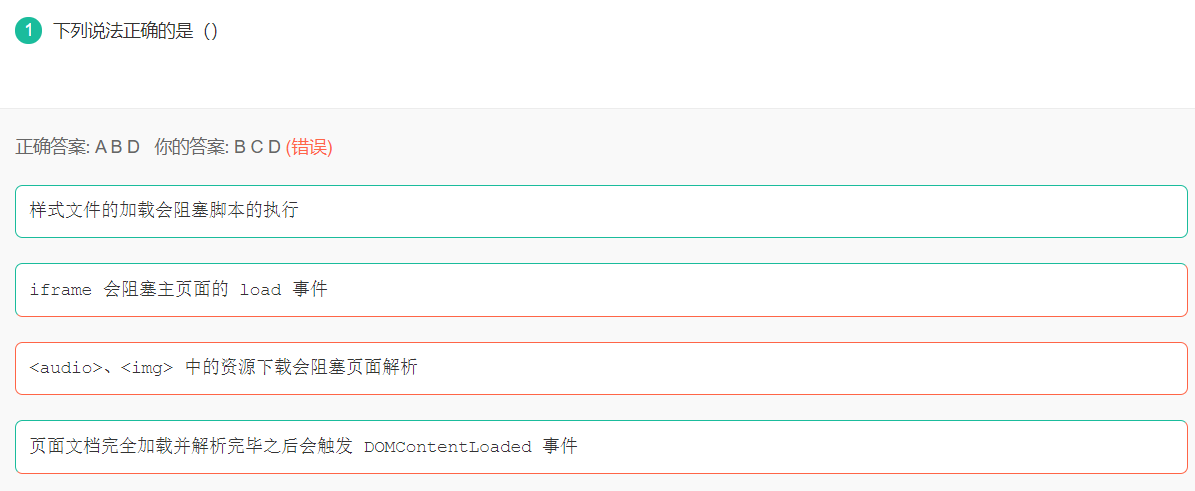 1 下列说法正确的是（）
正确答案: A B D 你的答案: B C D (错误)
样式文件的加载会阻塞脚本的执行
iframe 会阻塞主页面的 load 事件
<audio>、<img> 中的资源下载会阻塞页面解析
页面文档完全加载并解析完毕之后会触发 DOMContentLoaded 事件